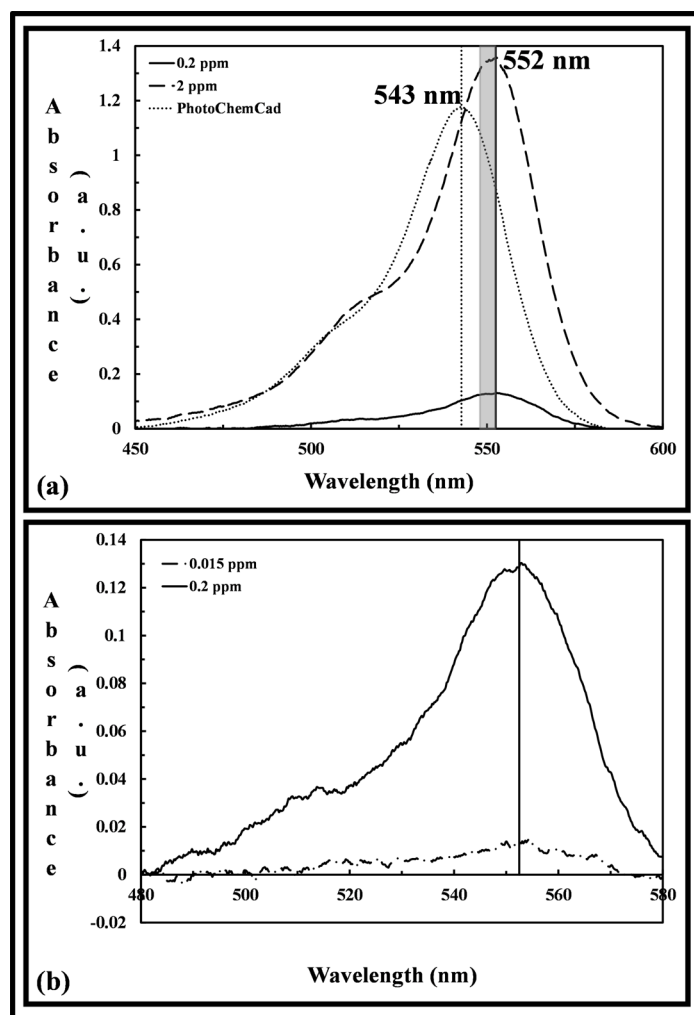 1.4
1.2
1
0.8
0.6
0.4
0.2
0
450
500
550
600
0.2 ppm
2 ppm
PhotoChemCad
543 nm
552 nm
Absorbance (a.u.)
Wavelength (nm)
(a)
0.14
0.12
0.1
0.08
0.06
0.04
0.02
0
-0.02
480
500
520
540
560
580
0.015 ppm
0.2 ppm
Absorbance (a.u.)
Wavelength (nm)
(b)